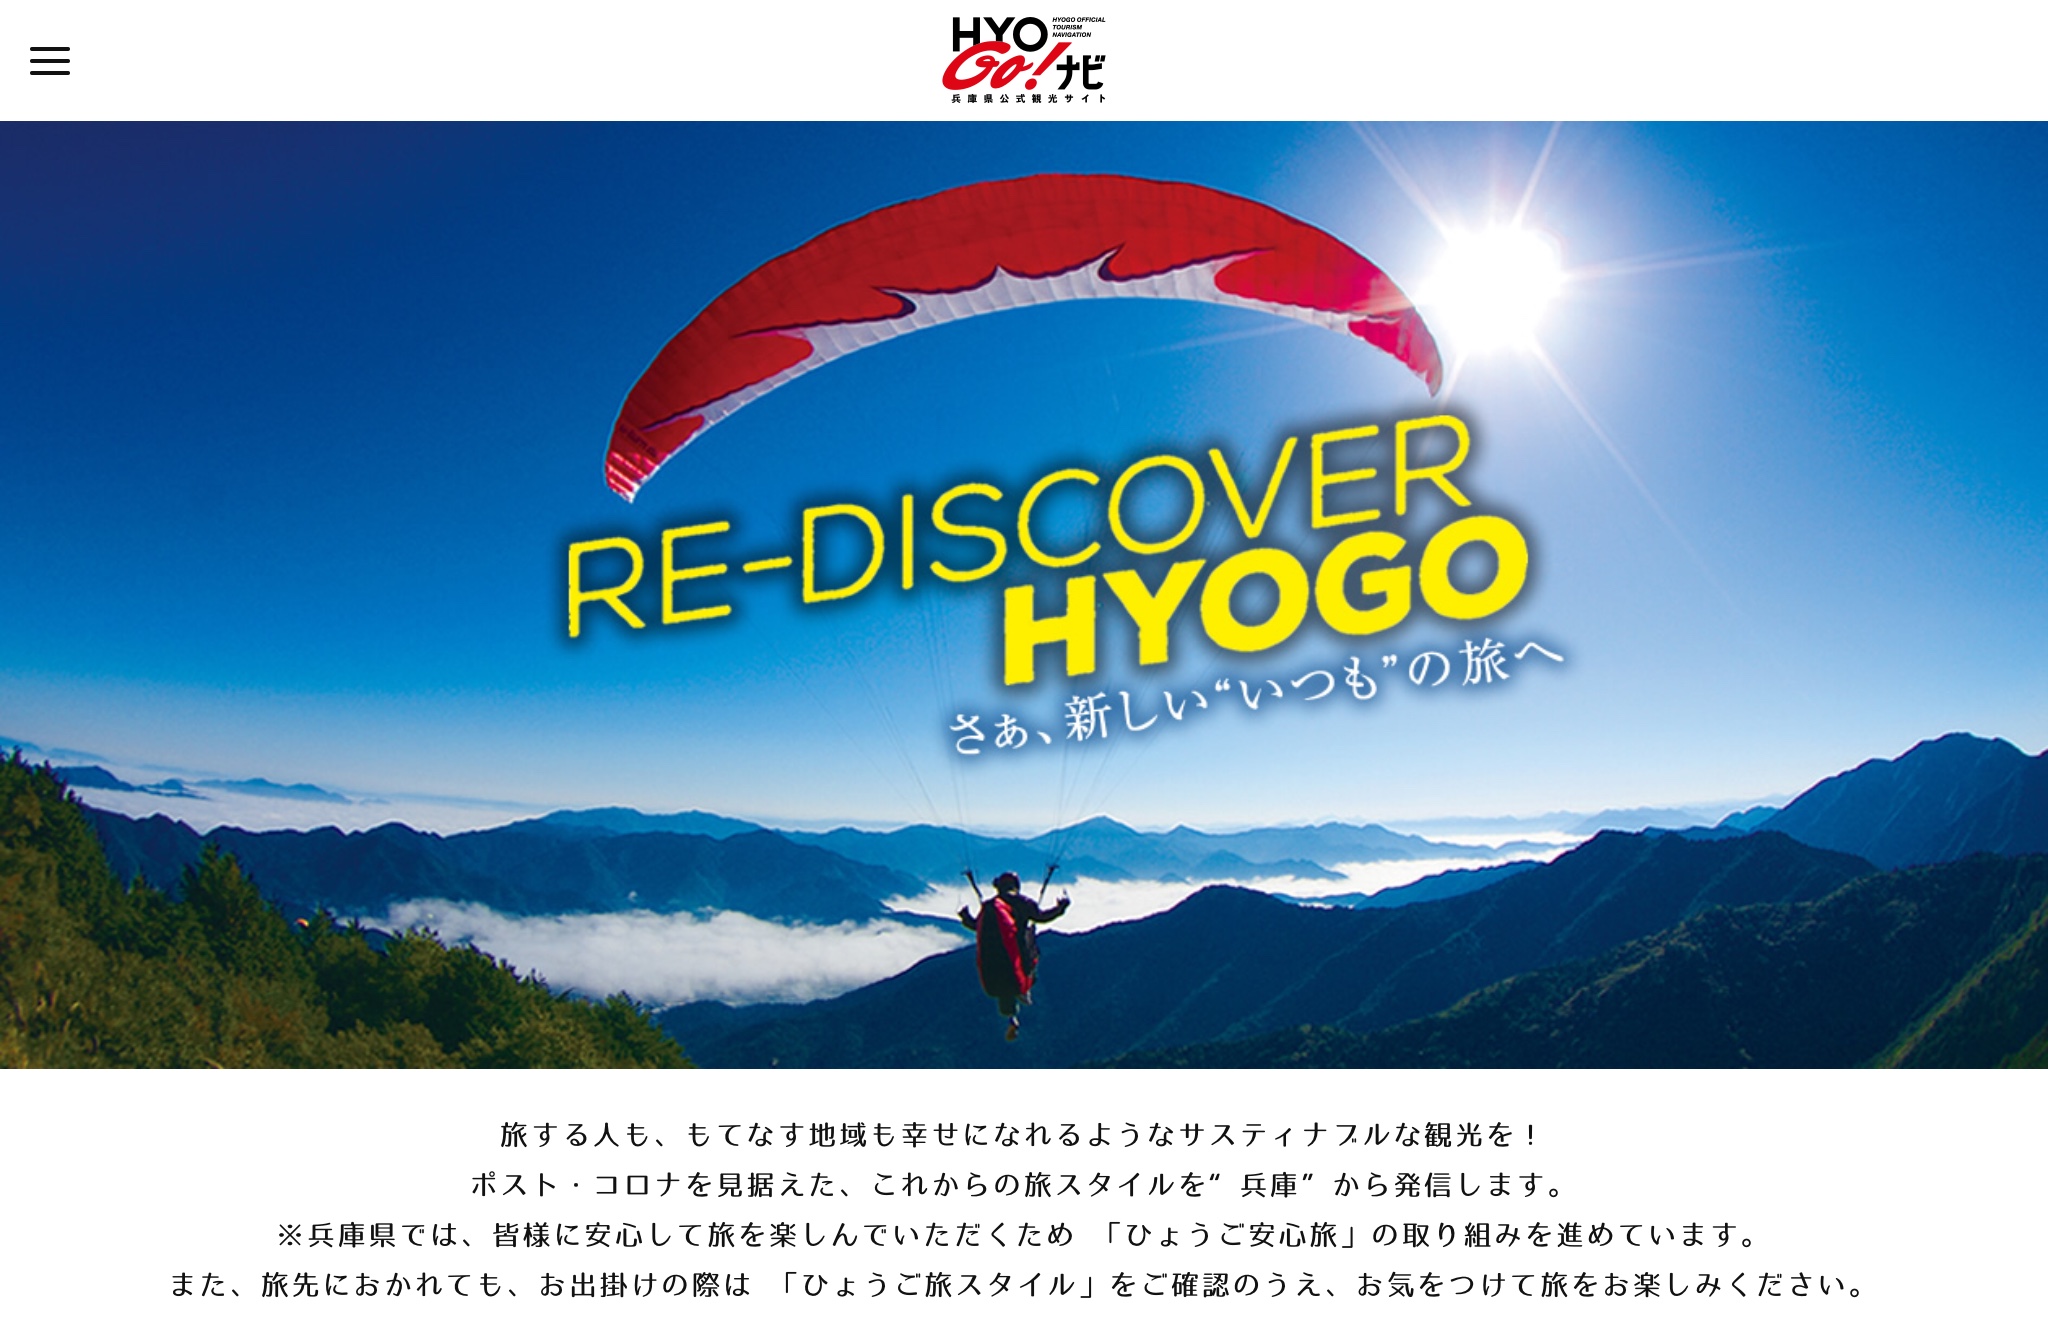 HYO
HYOGO OFFICIAL
TOURISM
NAVIGATION
Go!ナビ
兵庫県公式観光サイト
RE-DISCOVER
HYOGO
さぁ、新しい“いつも”の旅へ
旅する人も、もてなす地域も幸せになれるようなサスティナブルな観光を！
ポスト・コロナを見据えた、これからの旅スタイルを“兵庫”から発信します。
※兵庫県では、皆様に安心して旅を楽しんでいただくため「ひょうご安心旅」の取り組みを進めています。
また、旅先におかれても、お出掛けの際は「ひょうご旅スタイル」をご確認のうえ、お気をつけて旅をお楽しみください。